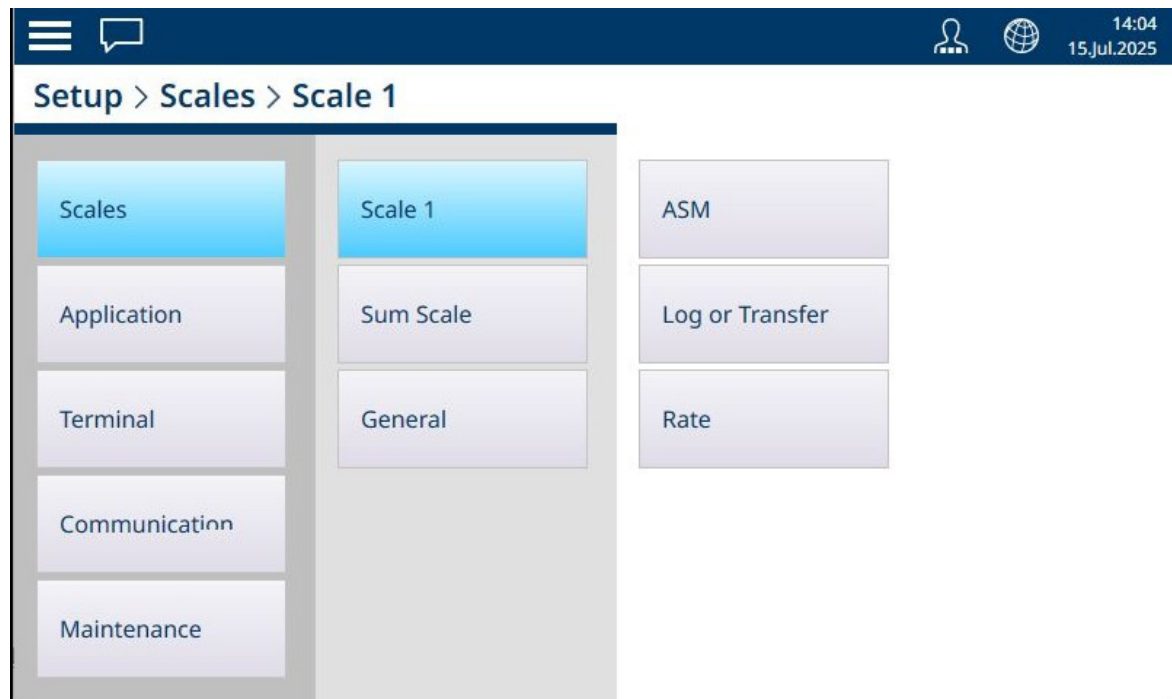 14:04
15.Jul.2025
Setup > Scales > Scale 1
Scales
Scale 1
ASM
Application
Sum Scale
Log or Transfer
Terminal
General
Rate
Communication
Maintenance